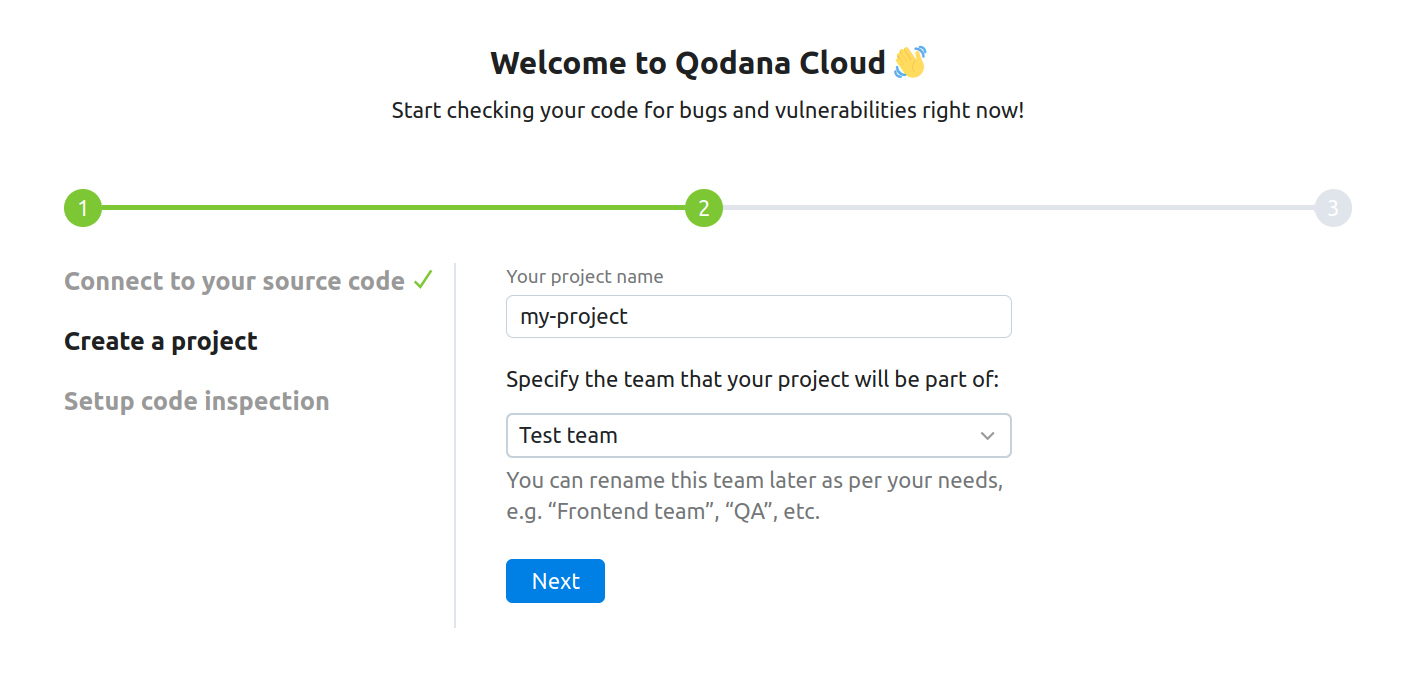 Welcome to Qodana Cloud 👋
Start checking your code for bugs and vulnerabilities right now!
1
2
3
Connect to your source code ✓
Create a project
Setup code inspection
Your project name
my-project
Specify the team that your project will be part of:
Test team
You can rename this team later as per your needs,
e.g. “Frontend team”, “QA”, etc.
Next